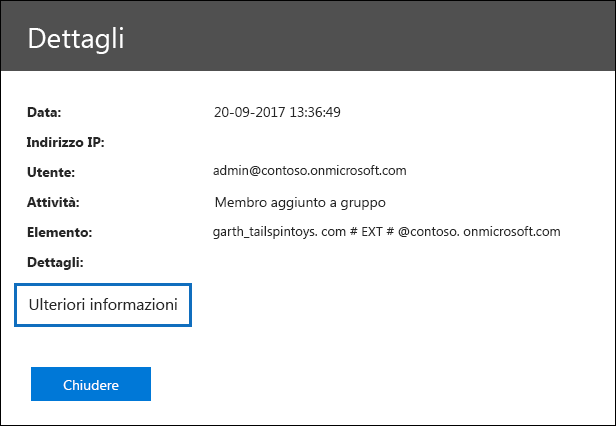 Dettagli
Data: 20-09-2017 13:36:49
Indirizzo IP:
Utente: admin@contoso.onmicrosoft.com
Attività: Membro aggiunto a gruppo
Elemento: garth_tailspintoys. com # EXT # @contoso. onmicrosoft.com
Dettagli:
Ulteriori informazioni
Chiudere